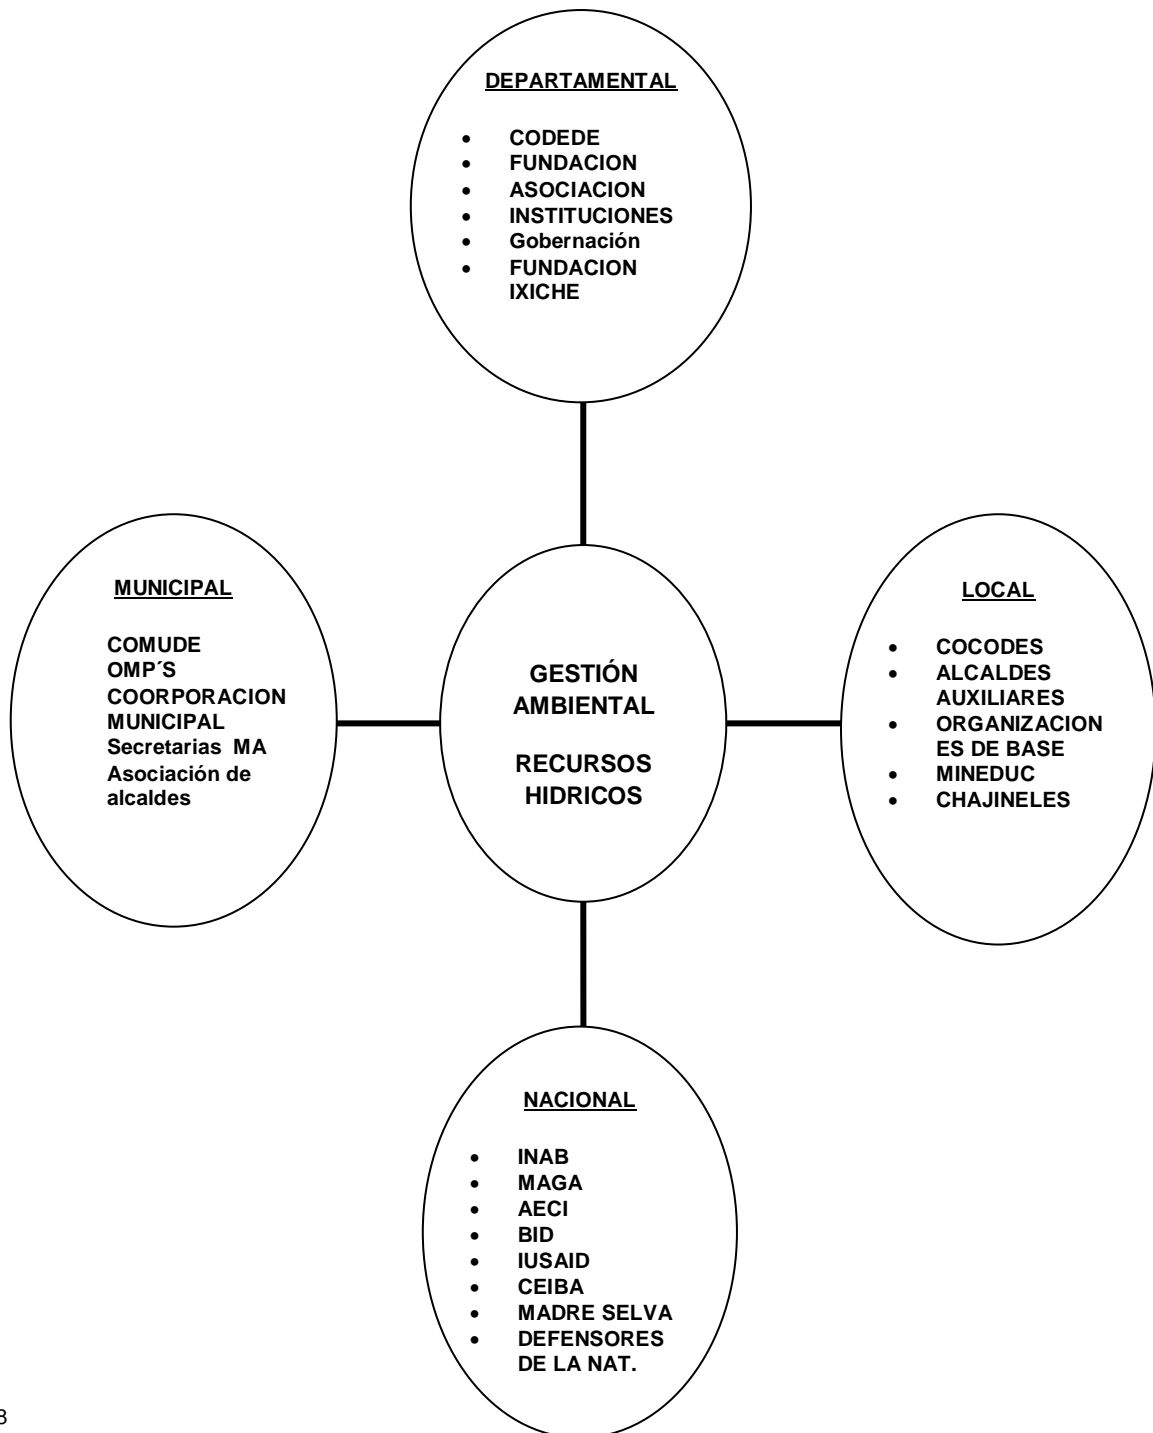 DEPARTAMENTAL
• CODEDE
• FUNDACION
• ASOCIACION
• INSTITUCIONES
• Gobernación
• FUNDACION
IXICHE
MUNICIPAL
COMUDE
OMP´S
COORPORACION
MUNICIPAL
Secretarias MA
Asociación de
alcaldes
GESTIÓN
AMBIENTAL
RECURSOS
HIDRICOS
LOCAL
• COCODES
• ALCALDES
AUXILIARES
• ORGANIZACION
ES DE BASE
• MINEDUC
• CHAJINELES
NACIONAL
• INAB
• MAGA
• AECI
• BID
• IUSAID
• CEIBA
• MADRE SELVA
• DEFENSORES
DE LA NAT.